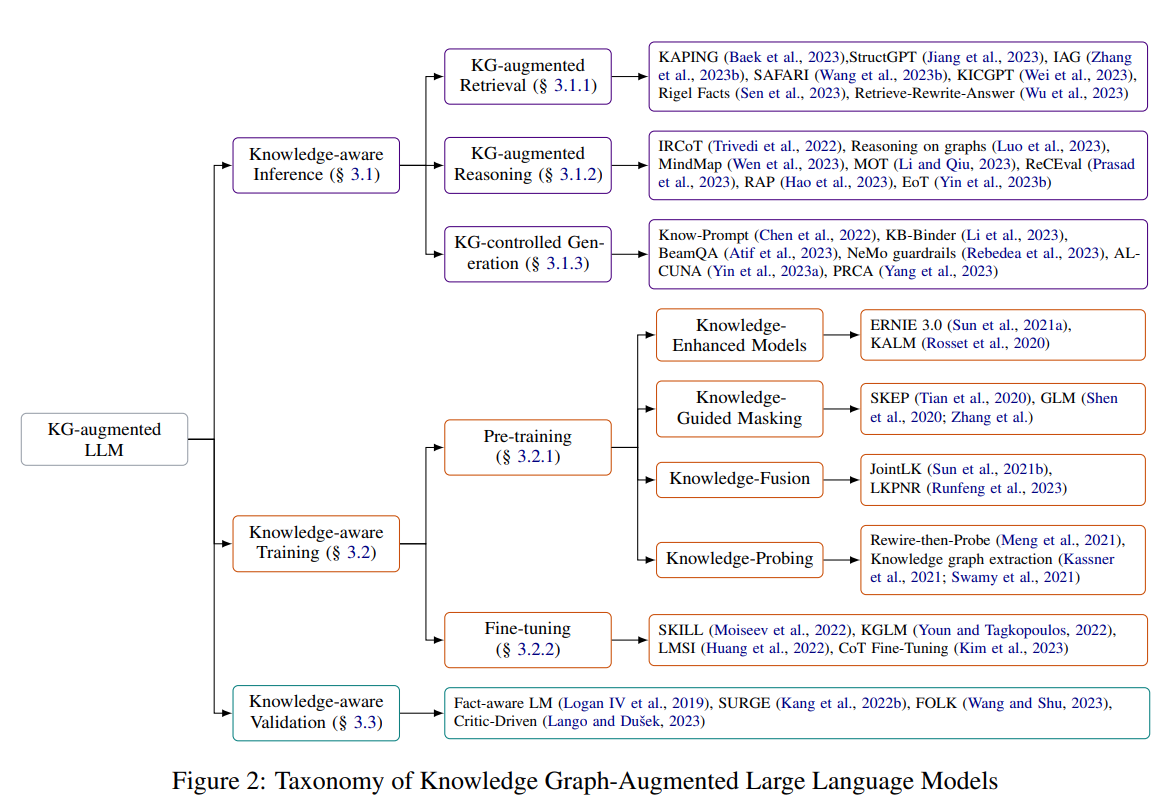 KG-augmented
LLM
Knowledge-aware
Inference (§ 3.1)
KG-augmented
Retrieval (§ 3.1.1)
KAPING (Baek et al., 2023),StructGPT (Jiang et al., 2023), IAG (Zhang
et al., 2023b), SAFARI (Wang et al., 2023b), KICGPT (Wei et al., 2023),
Rigel Facts (Sen et al., 2023), Retrieve-Rewrite-Answer (Wu et al., 2023)
KG-augmented
Reasoning (§ 3.1.2)
IRCoT (Trivedi et al., 2022), Reasoning on graphs (Luo et al., 2023),
MindMap (Wen et al., 2023), MOT (Li and Qiu, 2023), ReCEval (Prasad
et al., 2023), RAP (Hao et al., 2023), EoT (Yin et al., 2023b)
KG-controlled Gen-
eration (§ 3.1.3)
Know-Prompt (Chen et al., 2022), KB-Binder (Li et al., 2023),
BeamQA (Atif et al., 2023), NeMo guardrails (Rebedea et al., 2023), AL-
CUNA (Yin et al., 2023a), PRCA (Yang et al., 2023)
Knowledge-aware
Training (§ 3.2)
Pre-training
(§ 3.2.1)
Knowledge-
Enhanced Models
ERNIE 3.0 (Sun et al., 2021a),
KALM (Rosset et al., 2020)
Knowledge-
Guided Masking
SKEP (Tian et al., 2020), GLM (Shen
et al., 2020; Zhang et al.)
Knowledge-Fusion
JointLK (Sun et al., 2021b),
LKPNR (Runfeng et al., 2023)
Knowledge-Probing
Rewire-then-Probe (Meng et al., 2021),
Knowledge graph extraction (Kassner
et al., 2021; Swamy et al., 2021)
Fine-tuning
(§ 3.2.2)
SKILL (Moiseev et al., 2022), KGLM (Youn and Tagkopoulos, 2022),
LMSI (Huang et al., 2022), CoT Fine-Tuning (Kim et al., 2023)
Knowledge-aware
Validation (§ 3.3)
Fact-aware LM (Logan IV et al., 2019), SURGE (Kang et al., 2022b), FOLK (Wang and Shu, 2023),
Critic-Driven (Lango and Dušek, 2023)
Figure 2: Taxonomy of Knowledge Graph-Augmented Large Language Models